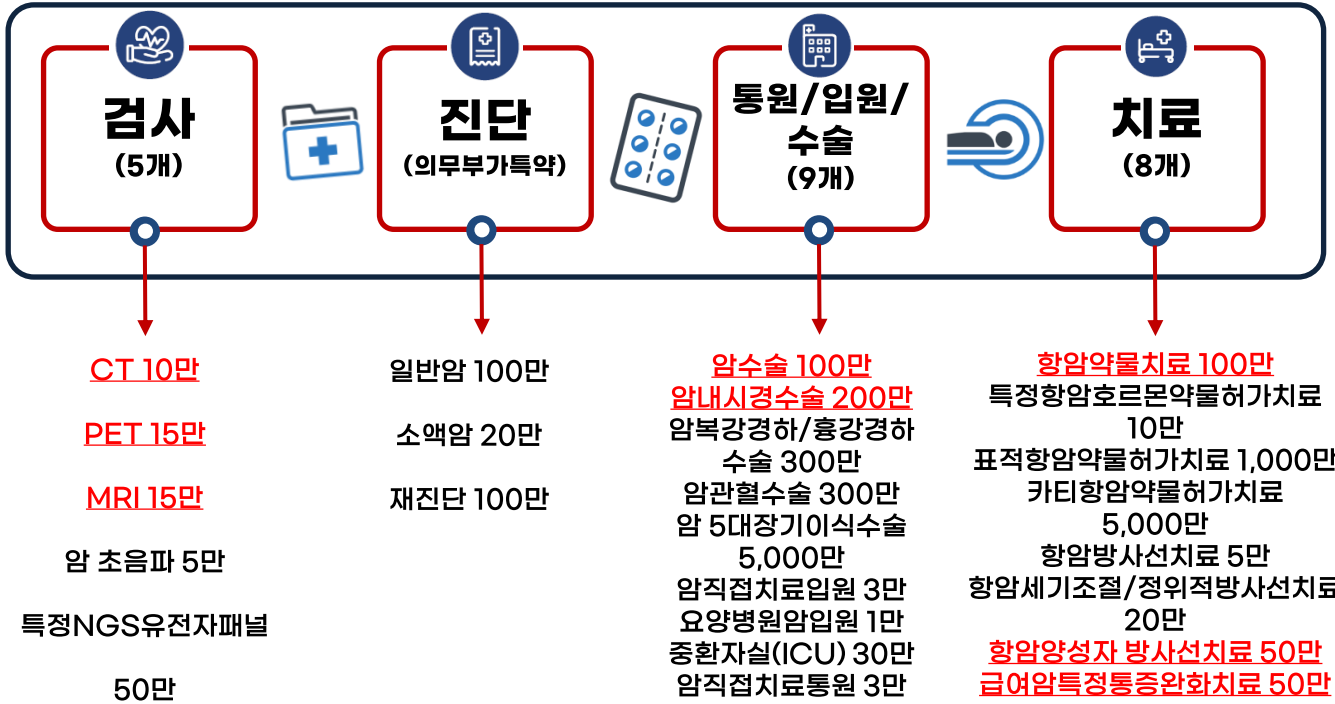 검사
(5개)
진단
(의무부가특약)
통원/입원/
수술
(9개)
치료
(8개)
CT 10만
PET 15만
MRI 15만
암 초음파 5만
특정NGS유전자패널
50만
일반암 100만
소액암 20만
재진단 100만
암수술 100만
암내시경수술 200만
암복강경하/흉강경하
수술 300만
암관혈수술 300만
암 5대장기이식수술
5,000만
암직접치료입원 3만
요양병원암입원 1만
중환자실(ICU) 30만
암직접치료통원 3만
항암약물치료 100만
특정항암호르몬약물허가치료
10만
표적항암약물허가치료 1,000만
카티항암약물허가치료
5,000만
항암방사선치료 5만
항암세기조절/정위적방사선치료
20만
항암양성자 방사선치료 50만
급여암특정통증완화치료 50만